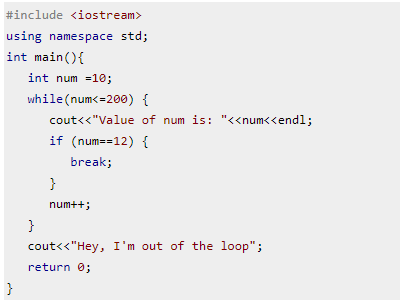 #include <iostream>
using namespace std;
int main(){
   int num =10;
   while(num<=200) {
      cout<<"Value of num is: "<<num<<endl;
      if (num==12) {
         break;
      }
      num++;
   }
   cout<<"Hey, I'm out of the loop";
   return 0;
}